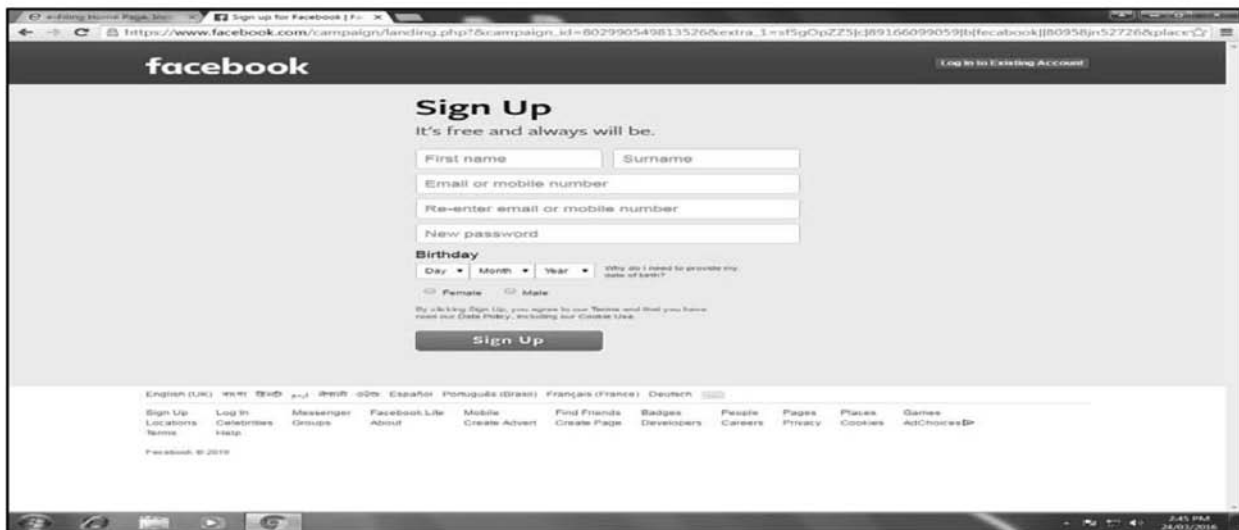 Sign up for Facebook | Fa
https://www.facebook.com/campaign/landing.php?&campaign_id=
facebook
Log In to Existing Account
Sign Up
It's free and always will be.
First name Surname
Email or mobile number
Re-enter email or mobile number
New password
Birthday
Day Month Year Why do I need to provide my
date of birth?
Female Male
By clicking Sign Up, you agree to our Terms and that you have
read our Data Policy, including our Cookie Use.
Sign Up
English (UK) हिन्दी اردو Español Português (Brasil) Français (France) Deutsch
Sign Up Log In Messenger Facebook Lite Mobile Find Friends Badges People Pages Places Games
Locations Celebrities Groups About Create Advert Create Page Developers Careers Privacy Cookies AdChoices
Terms Help
Facebook ©
2:45 PM
24/03/2016